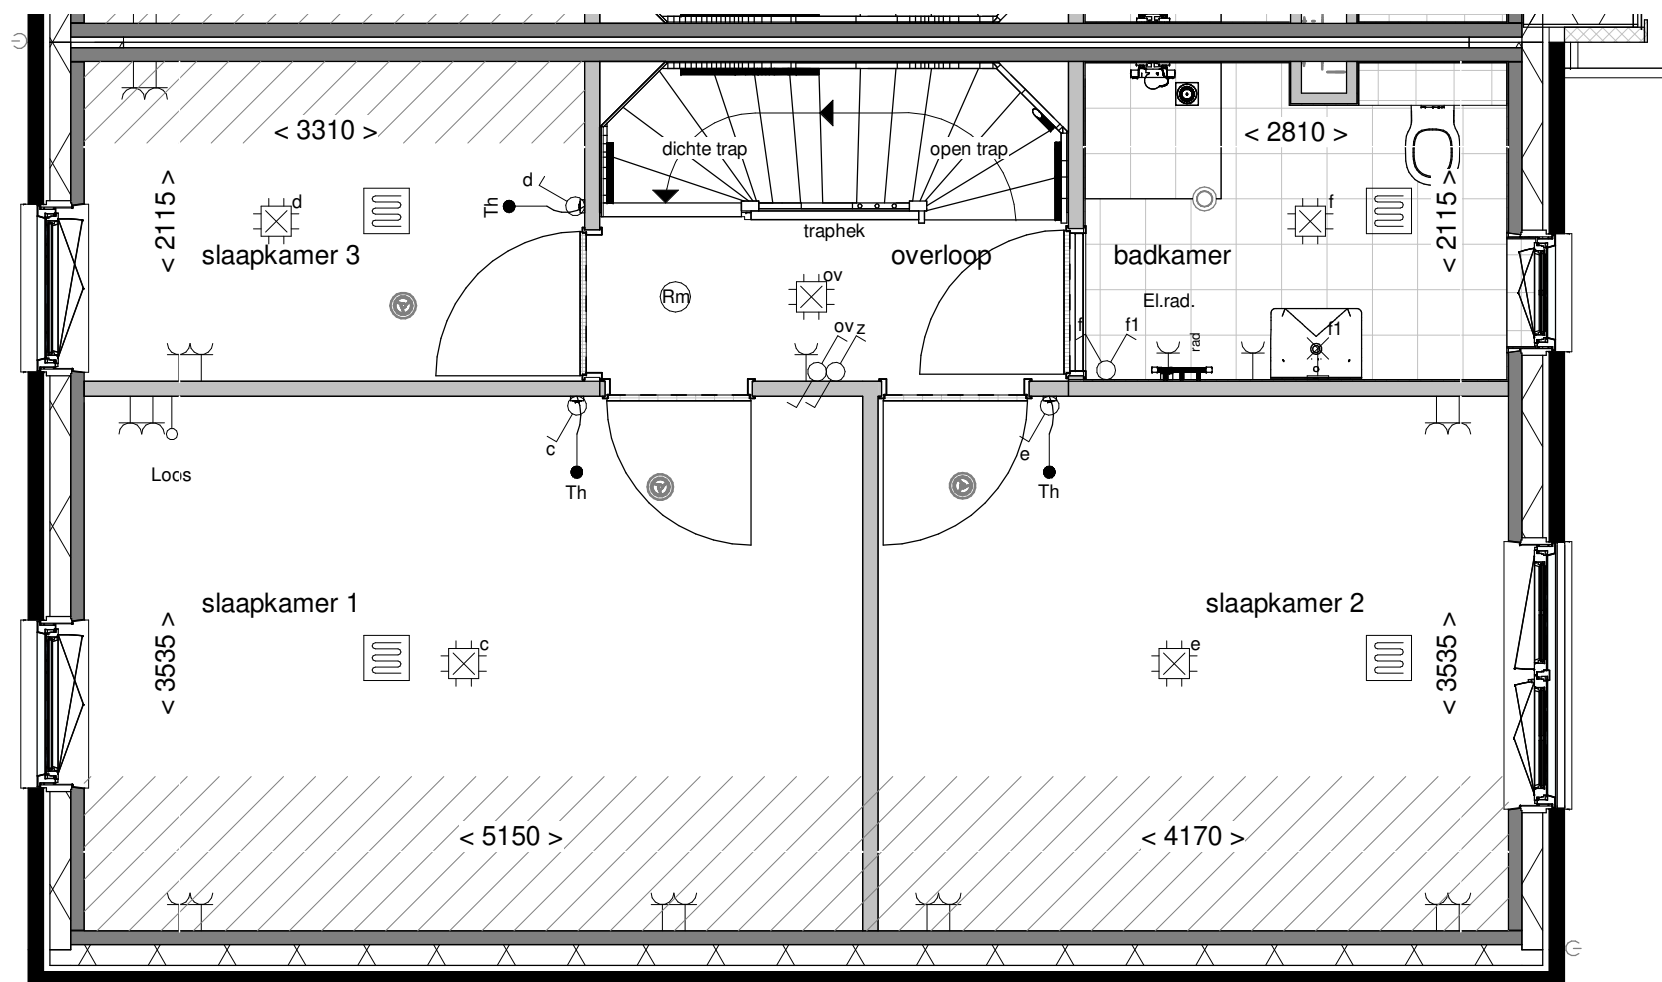 < 3310 >
< 2810 >
dichte trap
open trap
d
Th
d
f
< 2115 >
< 2115 >
traphek
slaapkamer 3
overloop
badkamer
ov
Rm
El.rad.
f
f1
f1
ov
z
rad
c
e
Loos
Th
Th
slaapkamer 1
slaapkamer 2
c
e
< 3535 >
< 3535 >
< 5150 >
< 4170 >